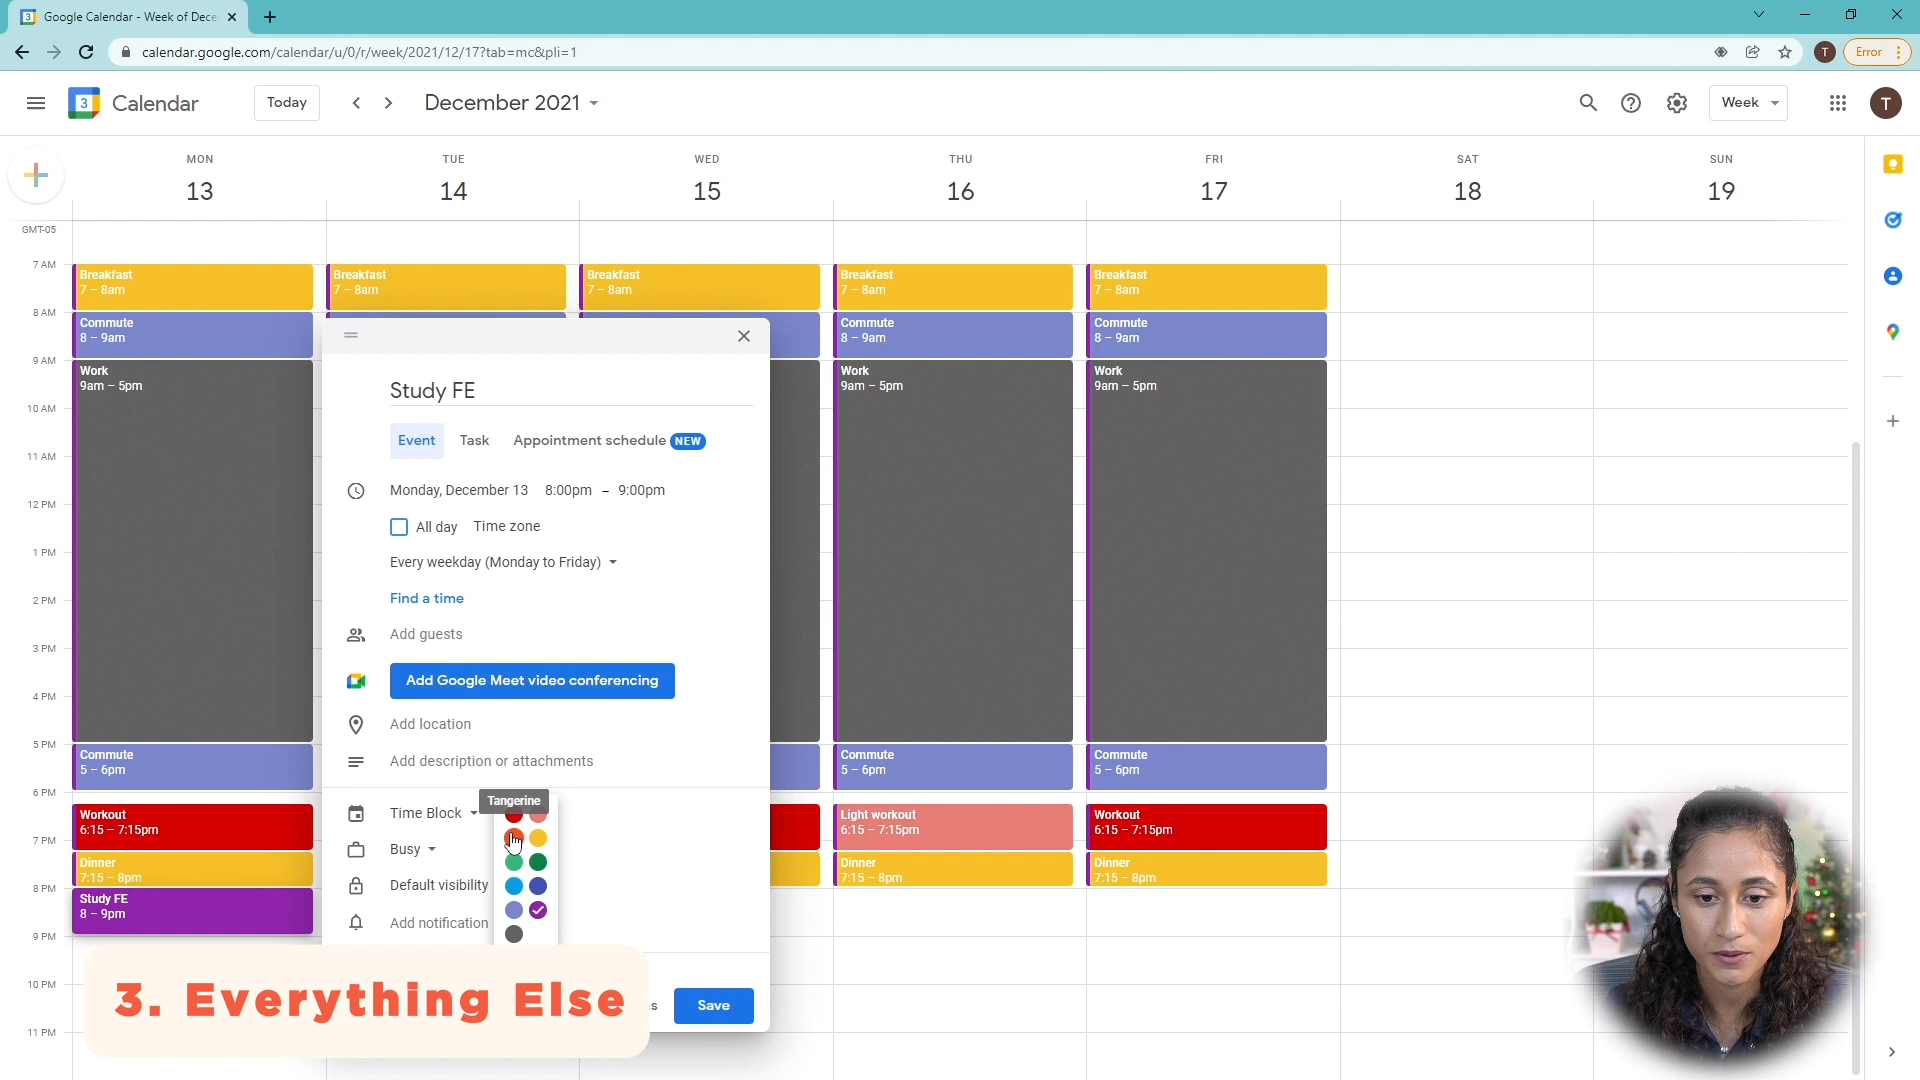 Google Calendar - Week of Dece
calendar.google.com/calendar/u/0/r/week/2021/12/17?tab=mc&pli=1
T
Error
3
Calendar
Today
December 2021
Week
T
MON
TUE
WED
THU
FRI
SAT
SUN
13
14
15
16
17
18
19
GMT-05
7 AM
8 AM
9 AM
10 AM
11 AM
12 PM
1 PM
2 PM
3 PM
4 PM
5 PM
6 PM
7 PM
8 PM
9 PM
10 PM
11 PM
Breakfast
7 – 8am
Commute
8 – 9am
Work
9am – 5pm
Commute
5 – 6pm
Workout
6:15 – 7:15pm
Dinner
7:15 – 8pm
Study FE
8 – 9pm
Breakfast
7 – 8am
Breakfast
7 – 8am
Breakfast
7 – 8am
Commute
8 – 9am
Work
9am – 5pm
Commute
5 – 6pm
Light workout
6:15 – 7:15pm
Dinner
7:15 – 8pm
Breakfast
7 – 8am
Commute
8 – 9am
Work
9am – 5pm
Commute
5 – 6pm
Workout
6:15 – 7:15pm
Dinner
7:15 – 8pm
Study FE
Event Task Appointment schedule NEW
Monday, December 13 8:00pm – 9:00pm
All day Time zone
Every weekday (Monday to Friday)
Find a time
Add guests
Add Google Meet video conferencing
Add location
Add description or attachments
Time Block
Tangerine
Busy
Default visibility
Add notification
s
Save
3. Everything Else